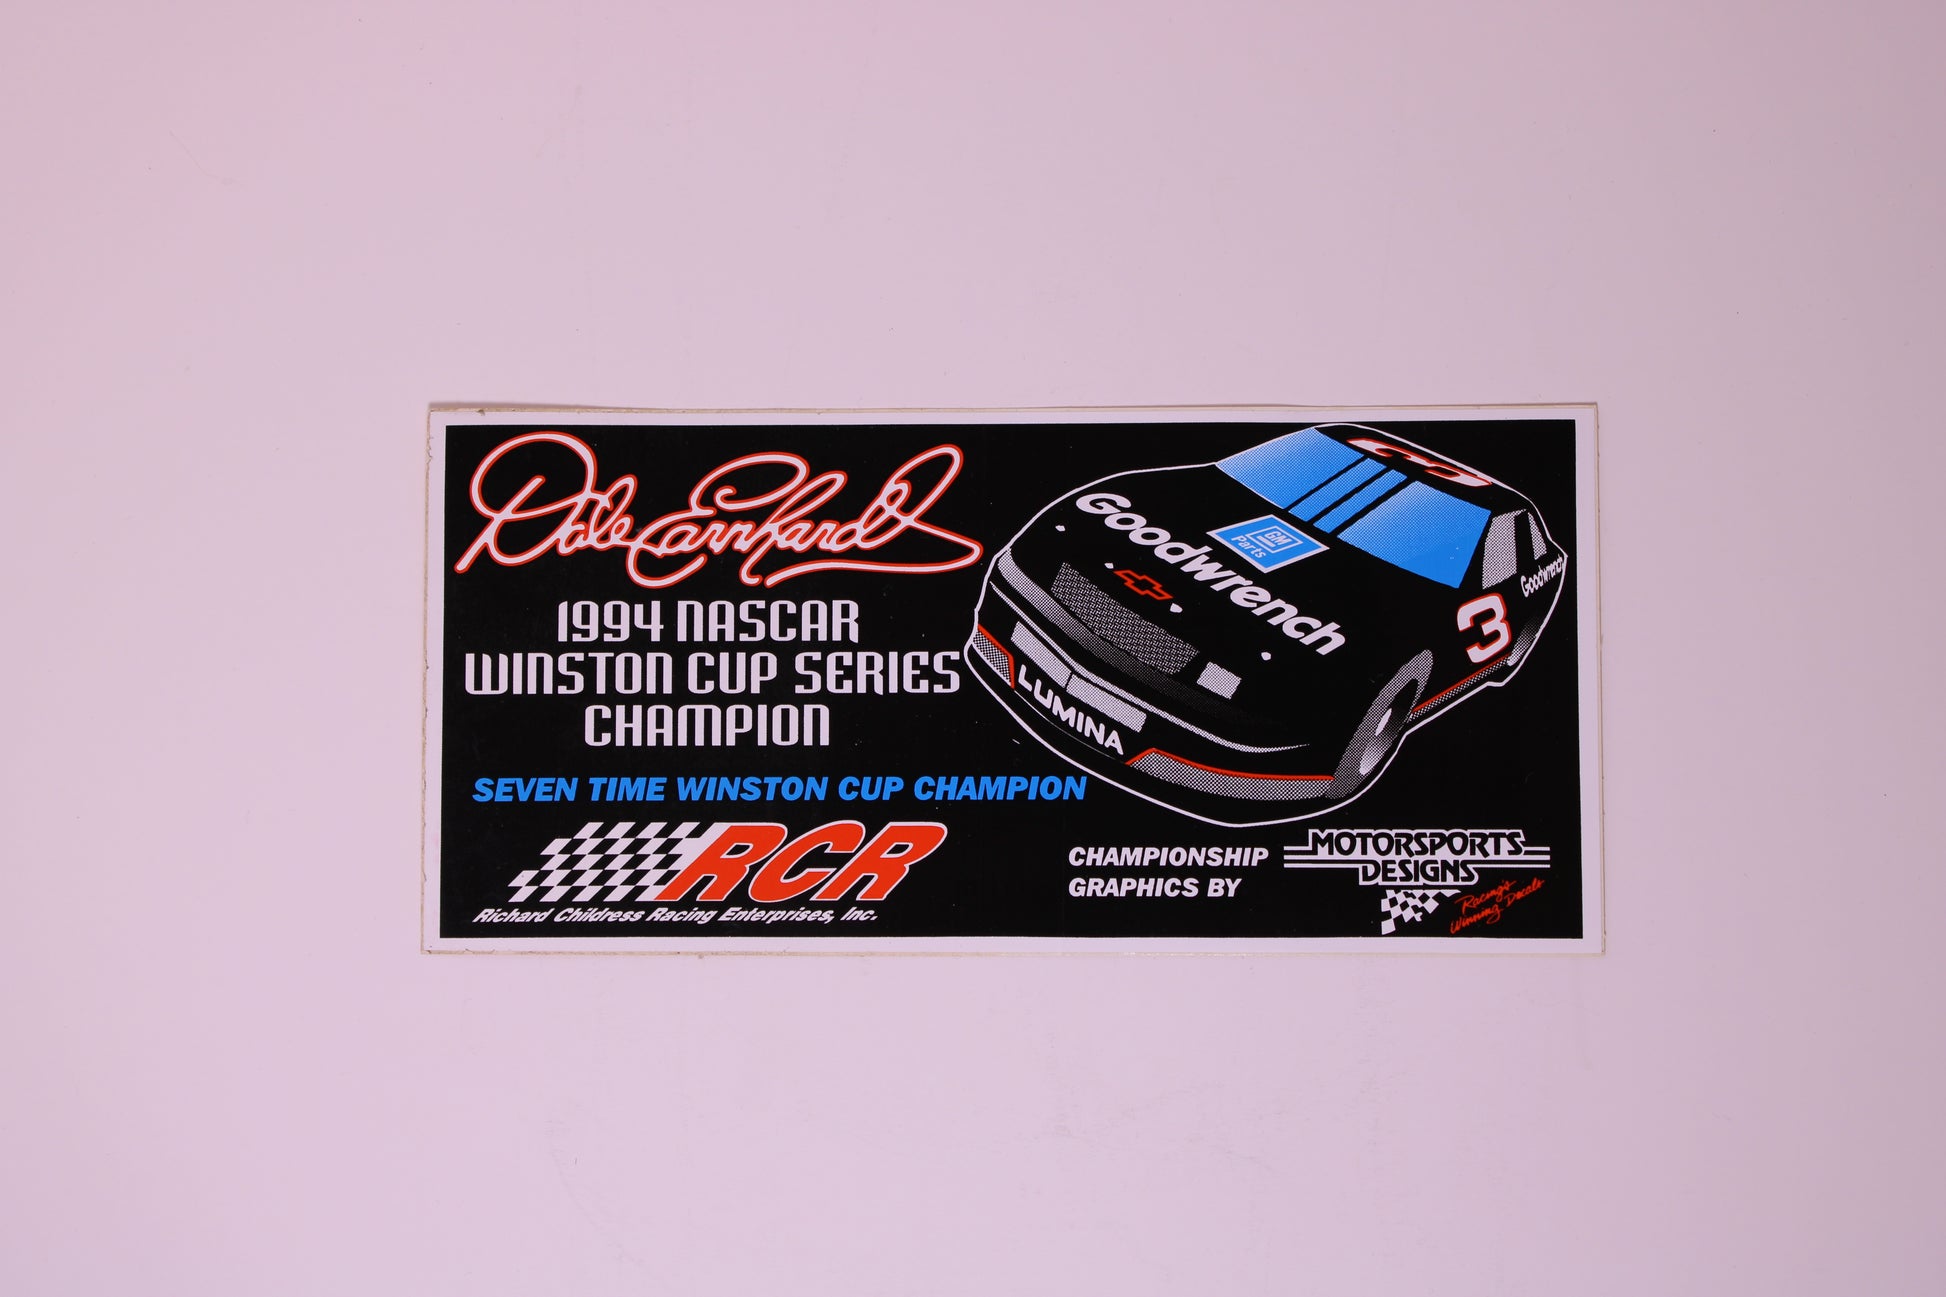 Dale Earnhardt
1994 NASCAR
WINSTON CUP SERIES
CHAMPION
SEVEN TIME WINSTON CUP CHAMPION
RCR
Richard Childress Racing Enterprises, Inc.
3
Goodwrench
GM
Parts
Goodwrench
3
LUMINA
CHAMPIONSHIP
GRAPHICS BY
MOTORSPORTS
DESIGNS
Racing's
Winning Decals